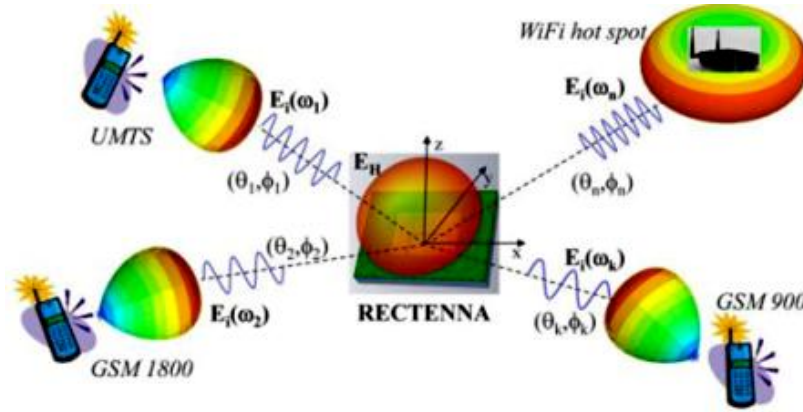 WiFi hot spot
UMTS
Eᵢ(ω₁)
Eᵢ(ωₙ)
E_H
z
y
x
(θ₁,ϕ₁)
(θₙ,ϕₙ)
(θ₂,ϕ₂)
Eᵢ(ω₂)
Eᵢ(ωₖ)
GSM 900
RECTENNA
(θₖ,ϕₖ)
GSM 1800